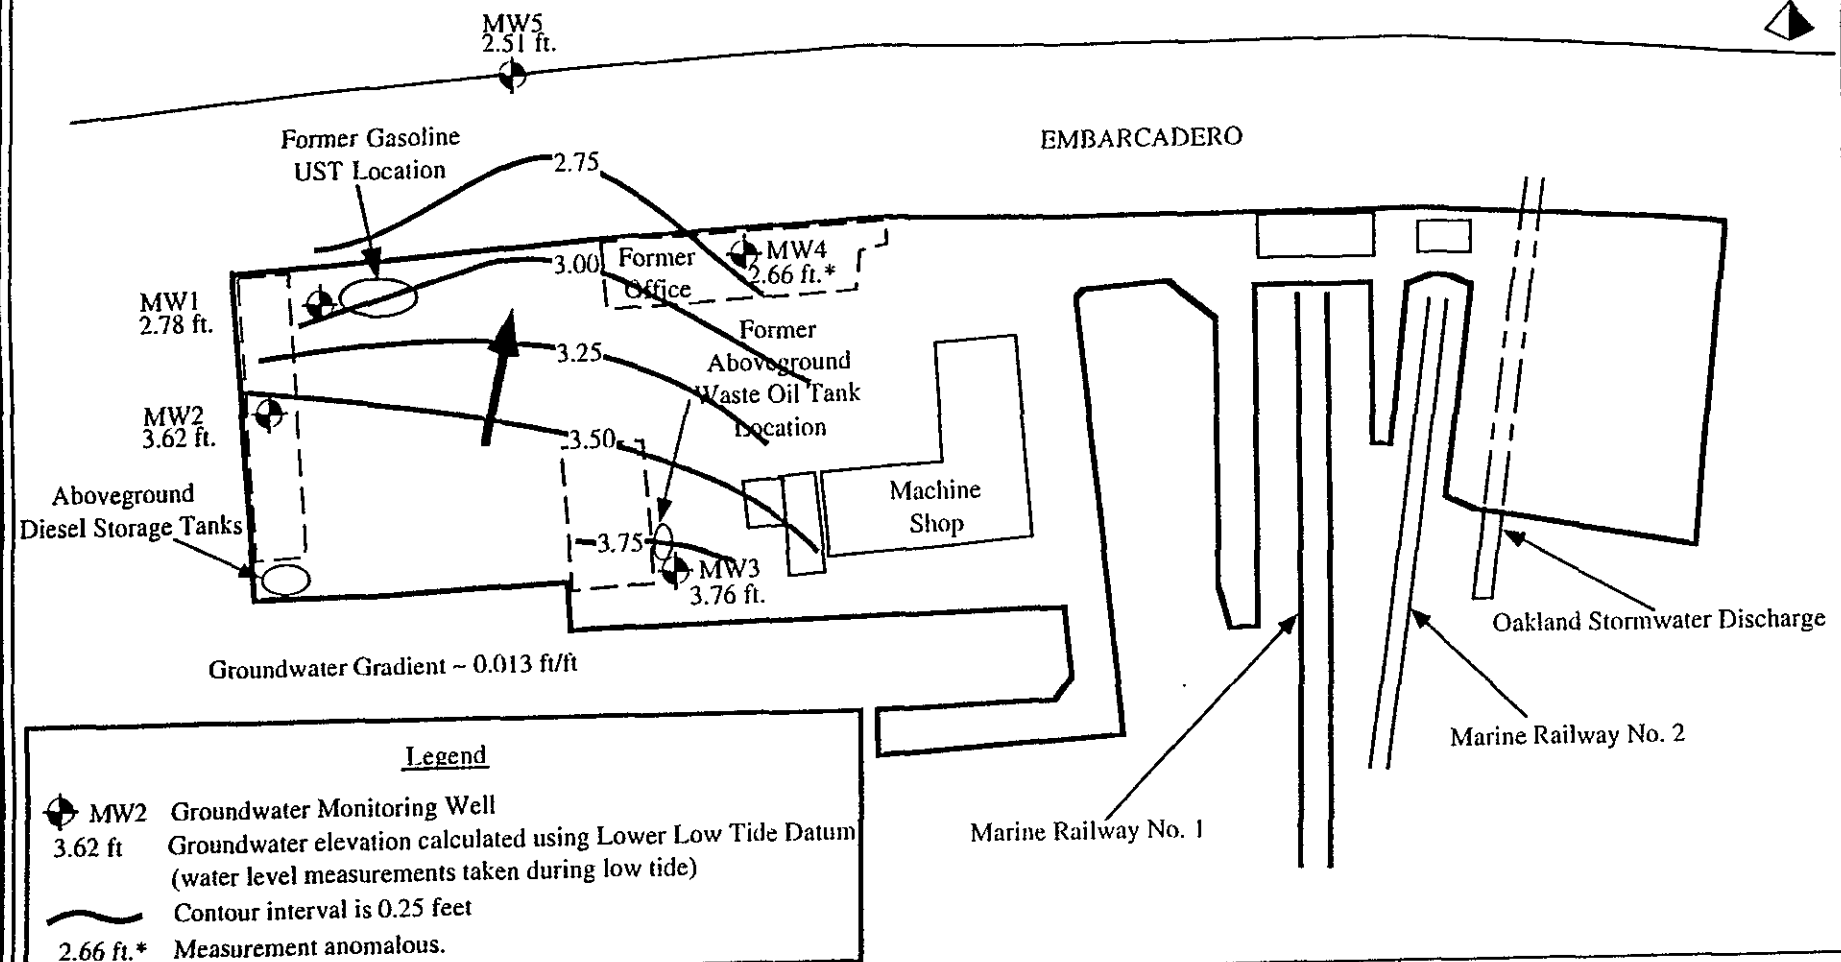 MW5
2.51 ft.
Former Gasoline
UST Location
EMBARCADERO
2.75
3.00
Former
Office
MW4
2.66 ft.*
MW1
2.78 ft.
3.25
Former
Aboveground
Waste Oil Tank
Location
MW2
3.62 ft.
3.50
Aboveground
Diesel Storage Tanks
Machine
Shop
3.75
MW3
3.76 ft.
Oakland Stormwater Discharge
Groundwater Gradient ~ 0.013 ft/ft
Marine Railway No. 2
Marine Railway No. 1
Legend
MW2 Groundwater Monitoring Well
3.62 ft Groundwater elevation calculated using Lower Low Tide Datum
(water level measurements taken during low tide)
Contour interval is 0.25 feet
2.66 ft.* Measurement anomalous.